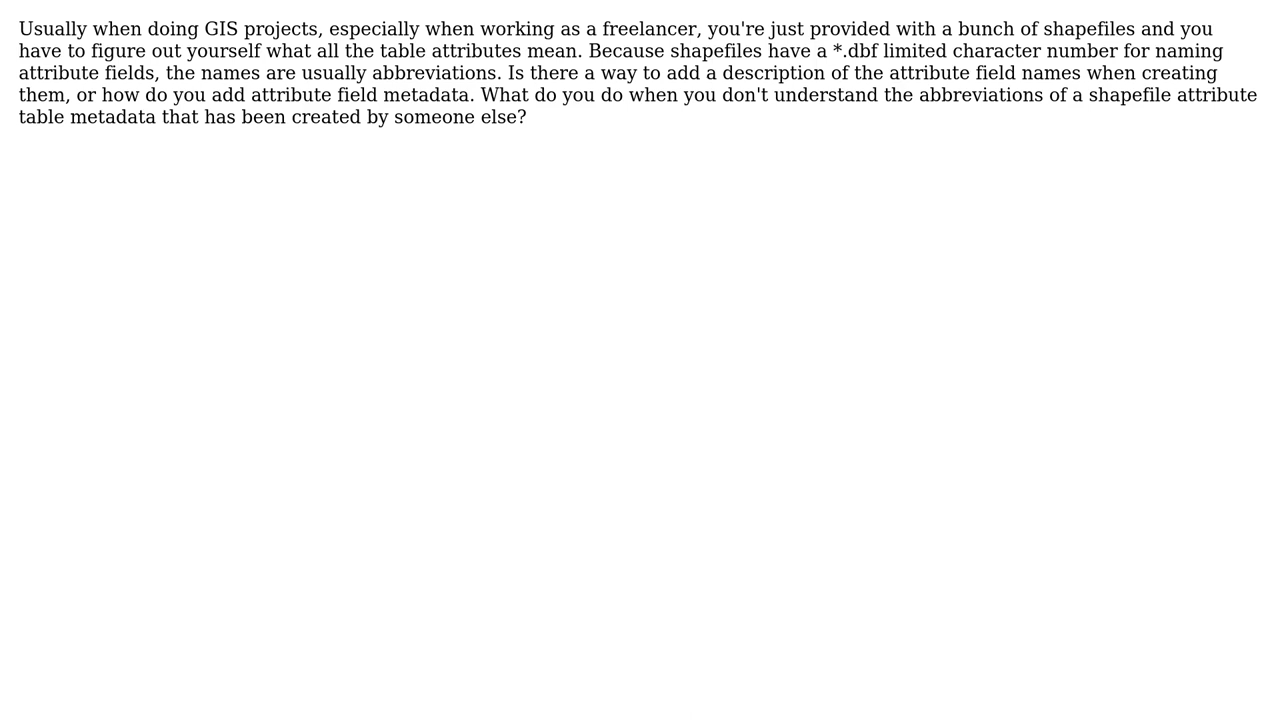 Usually when doing GIS projects, especially when working as a freelancer, you're just provided with a bunch of shapefiles and you
have to figure out yourself what all the table attributes mean. Because shapefiles have a *.dbf limited character number for naming
attribute fields, the names are usually abbreviations. Is there a way to add a description of the attribute field names when creating
them, or how do you add attribute field metadata. What do you do when you don't understand the abbreviations of a shapefile attribute
table metadata that has been created by someone else?